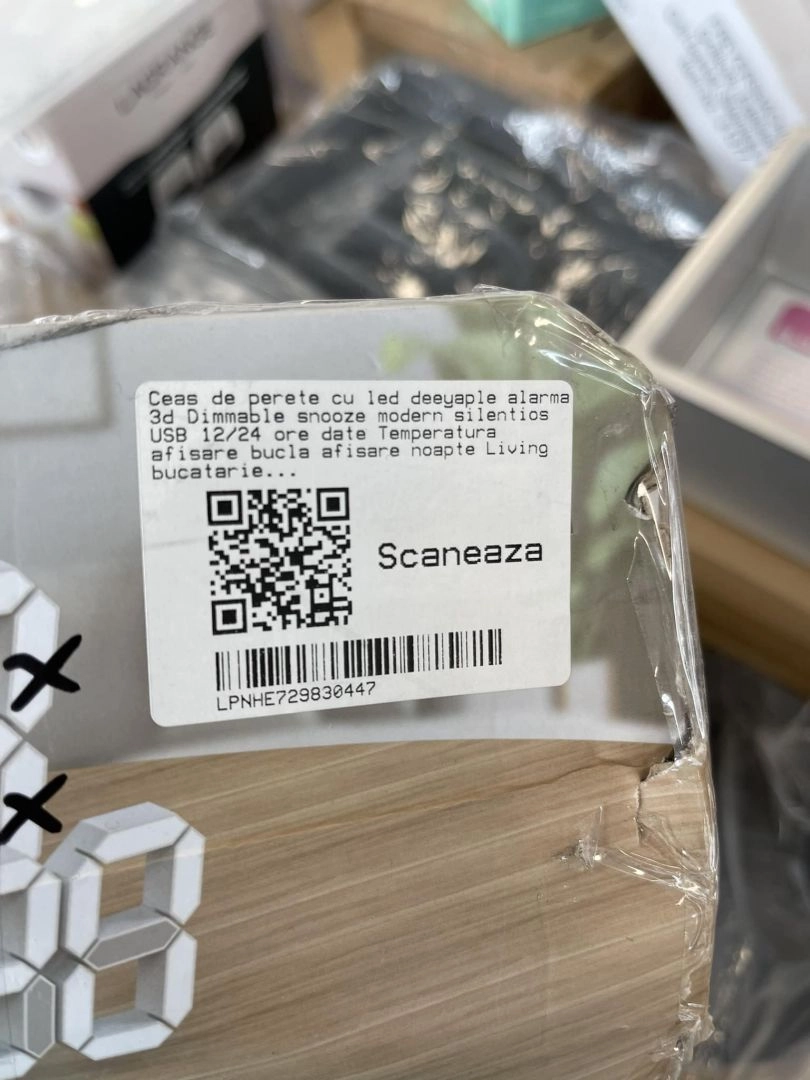 Ceas de perete cu led deeyaple alarma
3d Dimmable snooze modern silentios
USB 12/24 ore date Temperatura
afisare bucla afisare noapte Living
bucatarie...
Scaneaza
LPNHE729830447